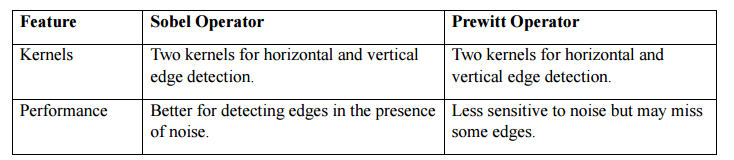 Feature Sobel Operator Prewitt Operator
Kernels Two kernels for horizontal and vertical Two kernels for horizontal and
edge detection. vertical edge detection.
Performance Better for detecting edges in the presence Less sensitive to noise but may miss
of noise. some edges.